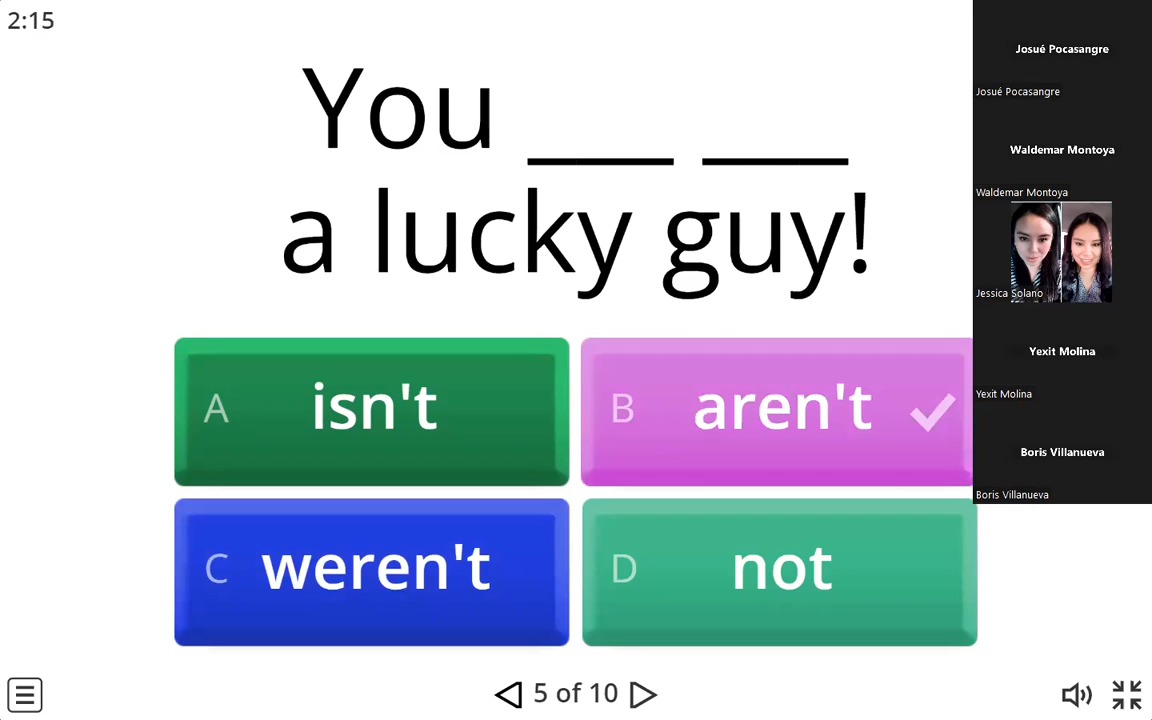 2:15
You ___ ___
a lucky guy!
A isn't
B aren't
C weren't
D not
5 of 10
Josué Pocasangre
Josué Pocasangre
Waldemar Montoya
Waldemar Montoya
Jessica Solano
Yexit Molina
Yexit Molina
Boris Villanueva
Boris Villanueva